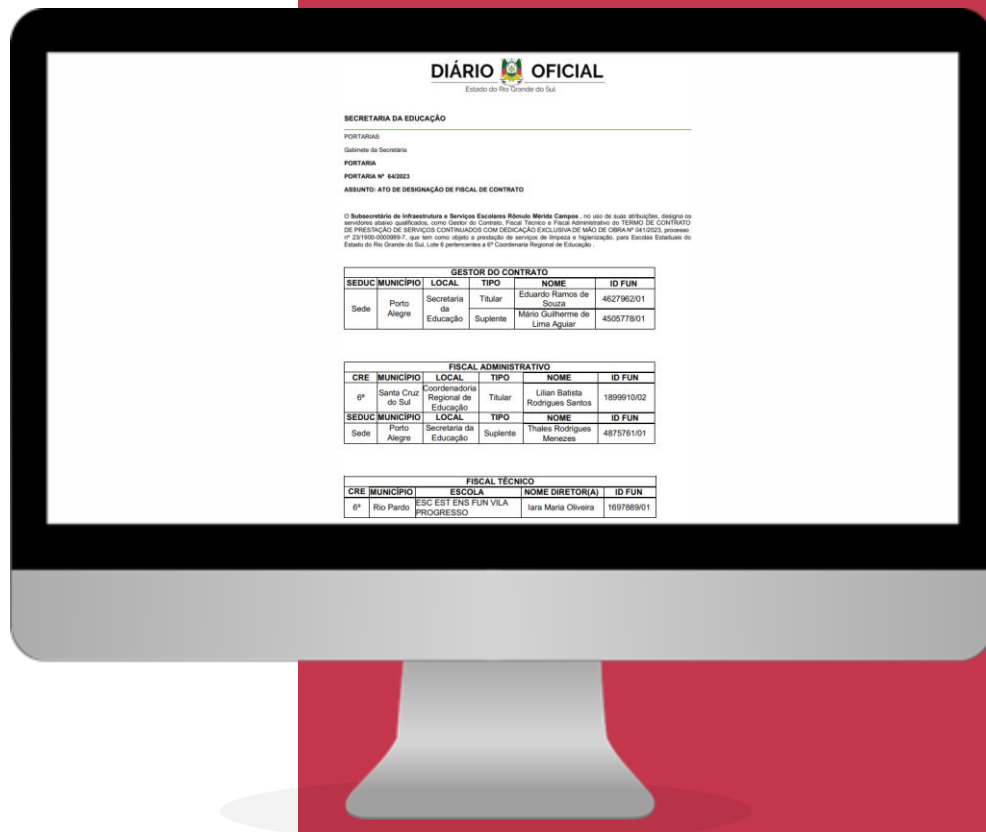 DIÁRIO OFICIAL
Estado do Rio Grande do Sul
SECRETARIA DA EDUCAÇÃO
PORTARIAS
Gabinete da Secretária
PORTARIA
PORTARIA Nº 64/2023
ASSUNTO: ATO DE DESIGNAÇÃO DE FISCAL DE CONTRATO
O Subsecretário de Infraestrutura e Serviços Escolares Rômulo Mérida Campos , no uso de suas atribuições, designa os
servidores abaixo qualificados, como Gestor do Contrato, Fiscal Técnico e Fiscal Administrativo do TERMO DE CONTRATO
DE PRESTAÇÃO DE SERVIÇOS CONTINUADOS COM DEDICAÇÃO EXCLUSIVA DE MÃO DE OBRA Nº 041/2023, processo
nº 23/1900-0000989-7, que tem como objeto a prestação de serviços de limpeza e higienização, para Escolas Estaduais do
Estado do Rio Grande do Sul, Lote 6 pertencentes a 6ª Coordenaria Regional de Educação .
GESTOR DO CONTRATO
SEDUC MUNICÍPIO LOCAL TIPO NOME ID FUN
Sede Porto Alegre Secretaria da Educação Titular Eduardo Ramos de Souza 4627962/01
Suplente Mário Guilherme de Lima Aguiar 4505778/01
FISCAL ADMINISTRATIVO
CRE MUNICÍPIO LOCAL TIPO NOME ID FUN
6ª Santa Cruz do Sul Coordenadoria Regional de Educação Titular Lilian Batista Rodrigues Santos 1899910/02
SEDUC MUNICÍPIO LOCAL TIPO NOME ID FUN
Sede Porto Alegre Secretaria da Educação Suplente Thales Rodrigues Menezes 4875761/01
FISCAL TÉCNICO
CRE MUNICÍPIO ESCOLA NOME DIRETOR(A) ID FUN
6ª Rio Pardo ESC EST ENS FUN VILA PROGRESSO Iara Maria Oliveira 1697889/01